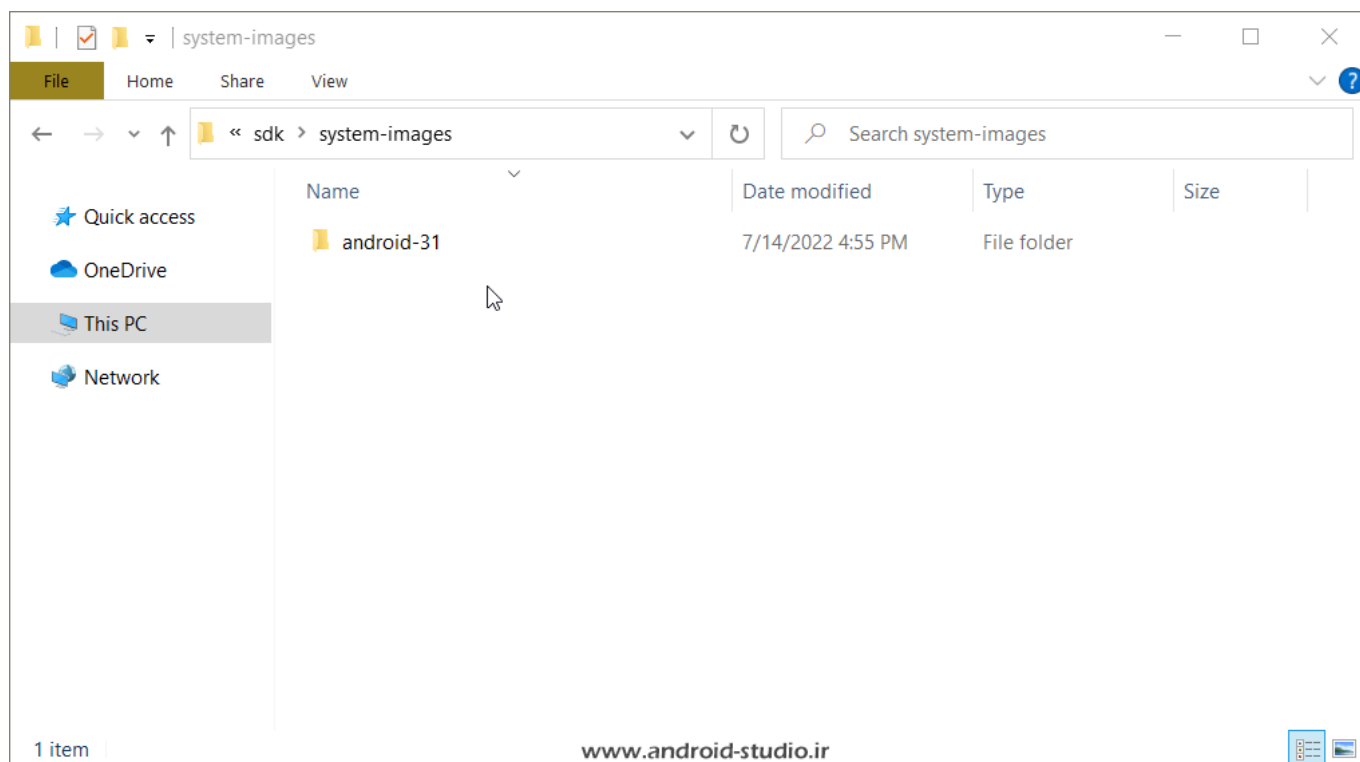 system-images
File Home Share View
« sdk > system-images
Search system-images
Name Date modified Type Size
Quick access
android-31 7/14/2022 4:55 PM File folder
OneDrive
This PC
Network
1 item
www.android-studio.ir